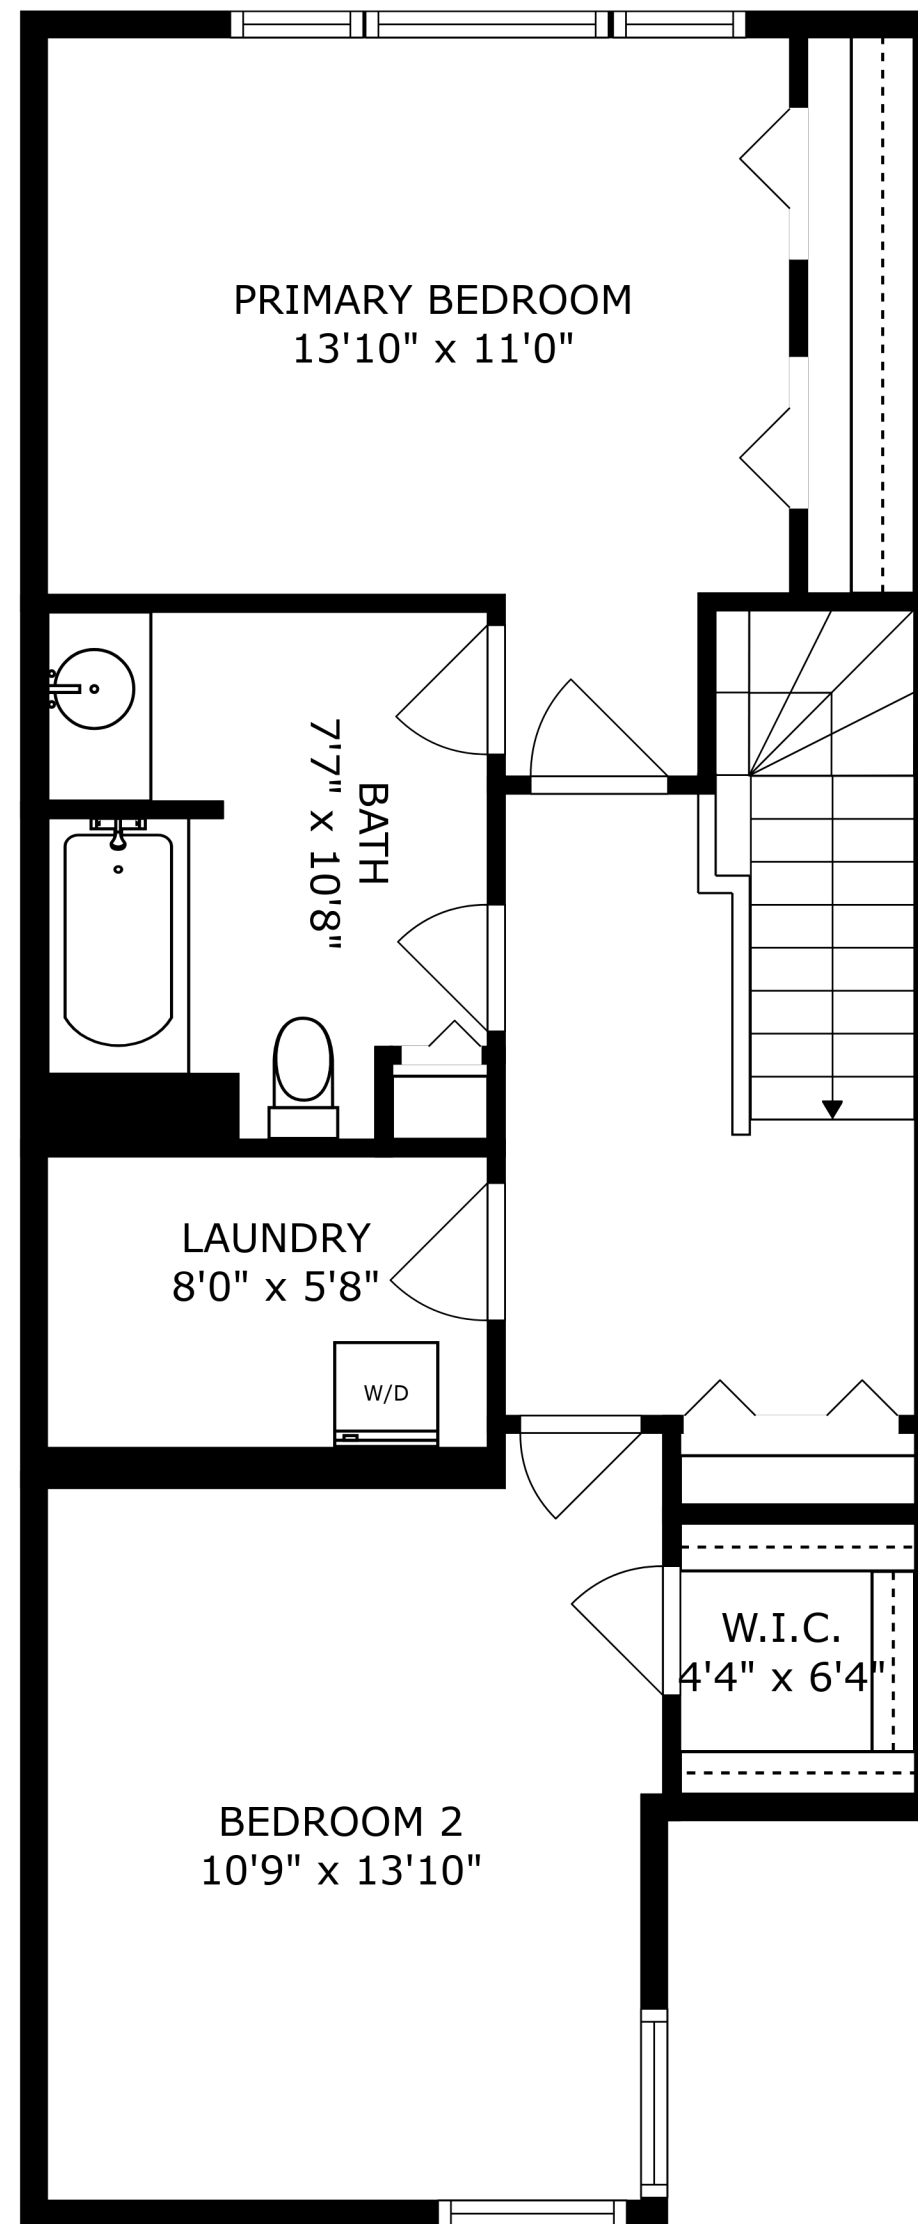 PRIMARY BEDROOM
13'10" x 11'0"
BATH
7'7" x 10'8"
LAUNDRY
8'0" x 5'8"
W/D
W.I.C.
4'4" x 6'4"
BEDROOM 2
10'9" x 13'10"